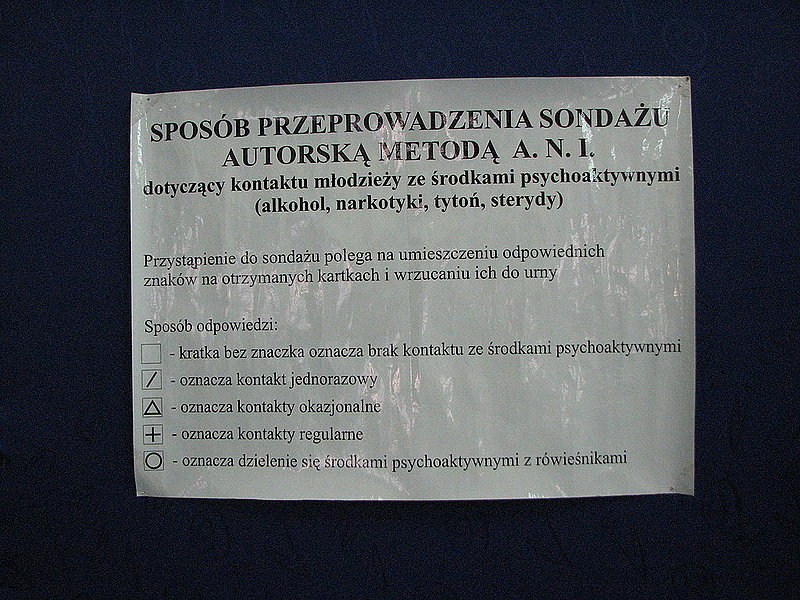 SPOSÓB PRZEPROWADZENIA SONDAŻU
AUTORSKĄ METODĄ A. N. I.
dotyczący kontaktu młodzieży ze środkami psychoaktywnymi
(alkohol, narkotyki, tytoń, sterydy)
Przystąpienie do sondażu polega na umieszczeniu odpowiednich
znaków na otrzymanych kartkach i wrzucaniu ich do urny
Sposób odpowiedzi:
- kratka bez znaczka oznacza brak kontaktu ze środkami psychoaktywnymi
- oznacza kontakt jednorazowy
- oznacza kontakty okazjonalne
- oznacza kontakty regularne
- oznacza dzielenie się środkami psychoaktywnymi z rówieśnikami